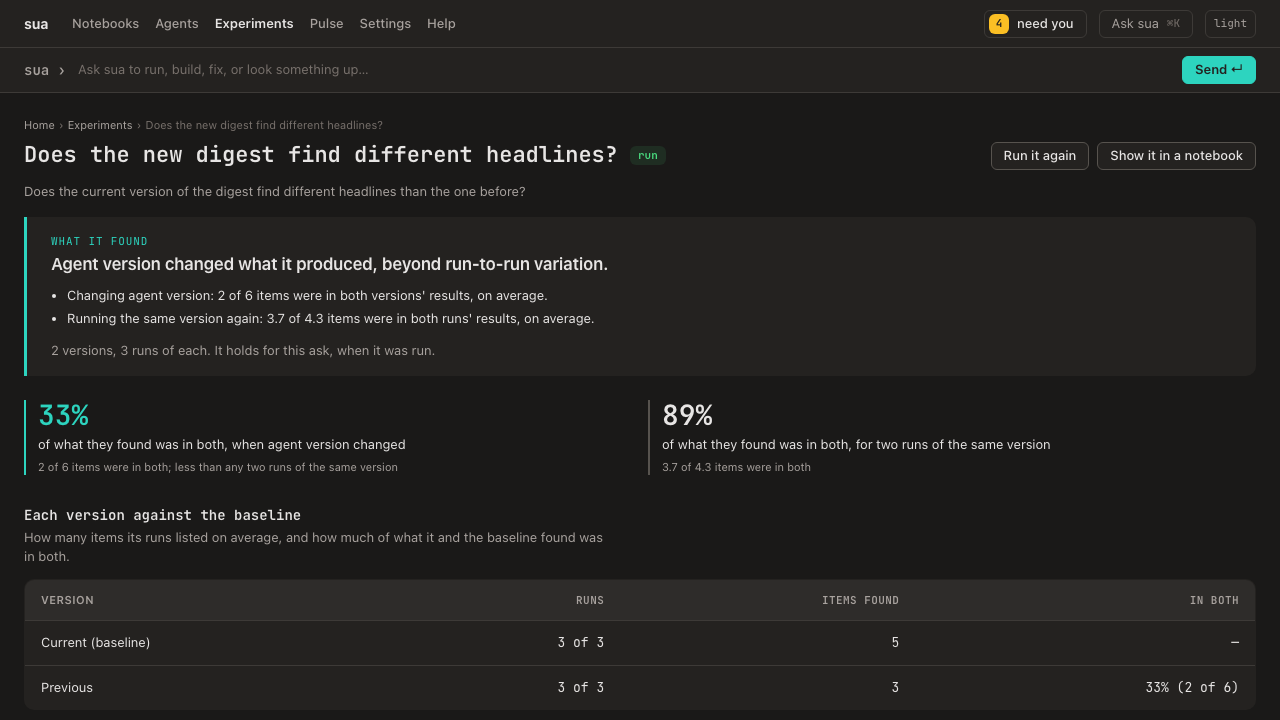 sua Notebooks Agents Experiments Pulse Settings Help 4 need you Ask sua ⌘K light
sua › Ask sua to run, build, fix, or look something up… Send ↵
Home › Experiments › Does the new digest find different headlines?
Does the new digest find different headlines? run Run it again Show it in a notebook
Does the current version of the digest find different headlines than the one before?
WHAT IT FOUND
Agent version changed what it produced, beyond run-to-run variation.
• Changing agent version: 2 of 6 items were in both versions' results, on average.
• Running the same version again: 3.7 of 4.3 items were in both runs' results, on average.
2 versions, 3 runs of each. It holds for this ask, when it was run.
33%
of what they found was in both, when agent version changed
2 of 6 items were in both; less than any two runs of the same version
89%
of what they found was in both, for two runs of the same version
3.7 of 4.3 items were in both
Each version against the baseline
How many items its runs listed on average, and how much of what it and the baseline found was
in both.
VERSION RUNS ITEMS FOUND IN BOTH
Current (baseline) 3 of 3 5 —
Previous 3 of 3 3 33% (2 of 6)